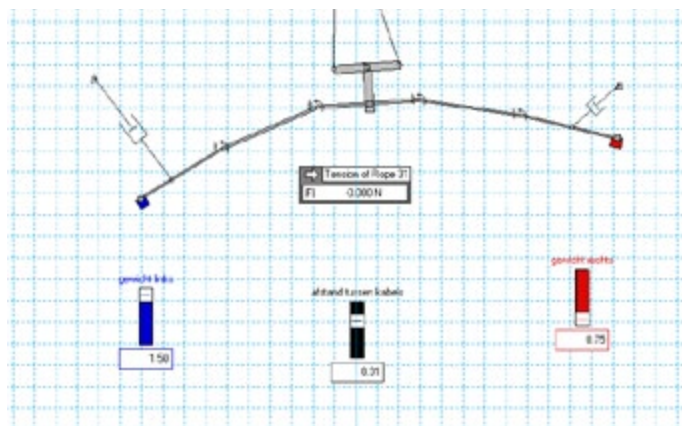 Tension of Rope 31
F| 0.000 N
gewicht links
afstand tussen kabels
gewicht rechts
1.50
0.31
0.75